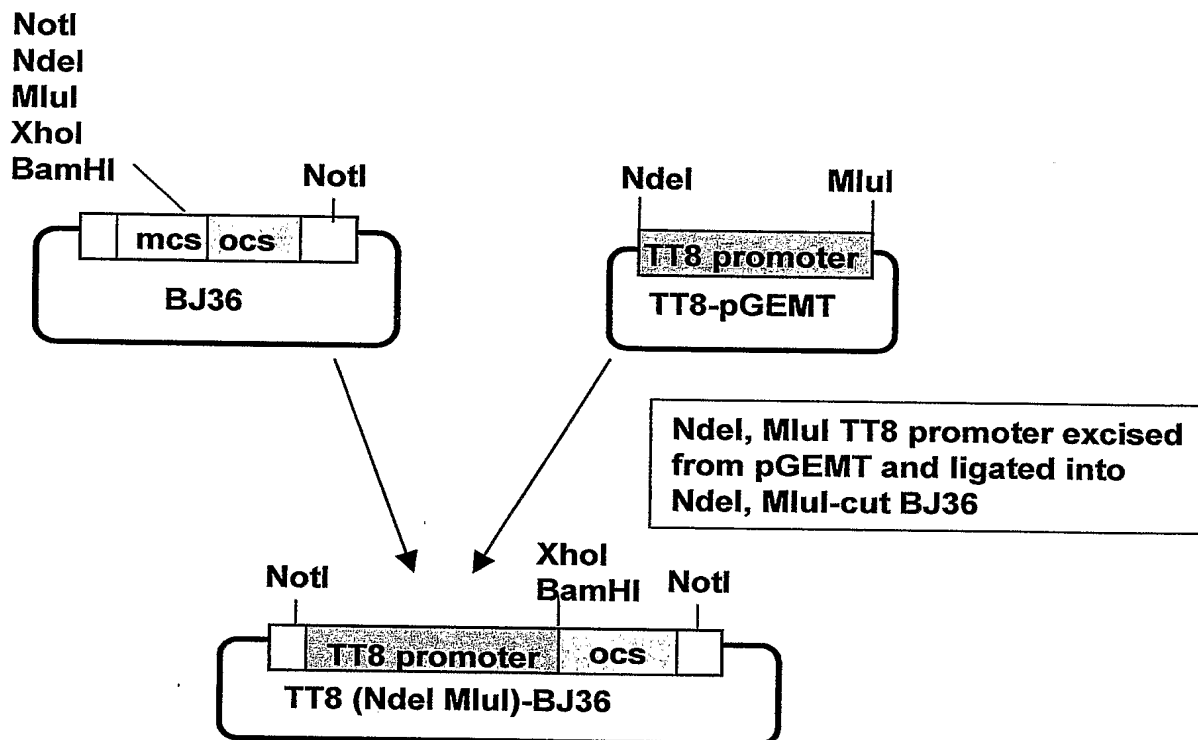 NotI
NdeI
MluI
XhoI
BamHI
NotI
mcs ocs
BJ36
NdeI MluI
TT8 promoter
TT8-pGEMT
NdeI, MluI TT8 promoter excised
from pGEMT and ligated into
NdeI, MluI-cut BJ36
NotI
XhoI
BamHI
NotI
TT8 promoter ocs
TT8 (NdeI MluI)-BJ36